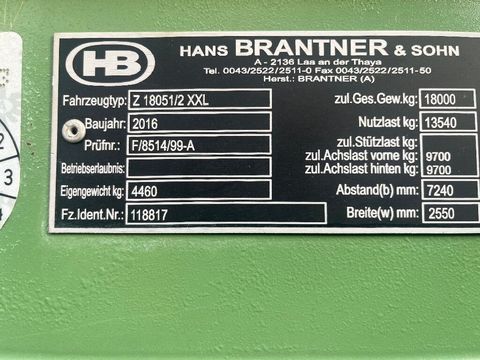 HB
HANS BRANTNER & SOHN
A - 2136 Laa an der Thaya
Tel. 0043/2522/2511-0 Fax 0043/2522/2511-50
Herst.: BRANTNER (A)
Fahrzeugtyp: Z 18051/2 XXL
Baujahr: 2016
Prüfnr.: F/8514/99-A
Betriebserlaubnis:
Eigengewicht kg: 4460
Fz.Ident.Nr.: 118817
zul.Ges.Gew.kg: 18000
Nutzlast kg: 13540
zul.Stützlast kg:
zul.Achslast vorne kg: 9700
zul.Achslast hinten kg: 9700
Abstand(b) mm: 7240
Breite(w) mm: 2550
2
3
4